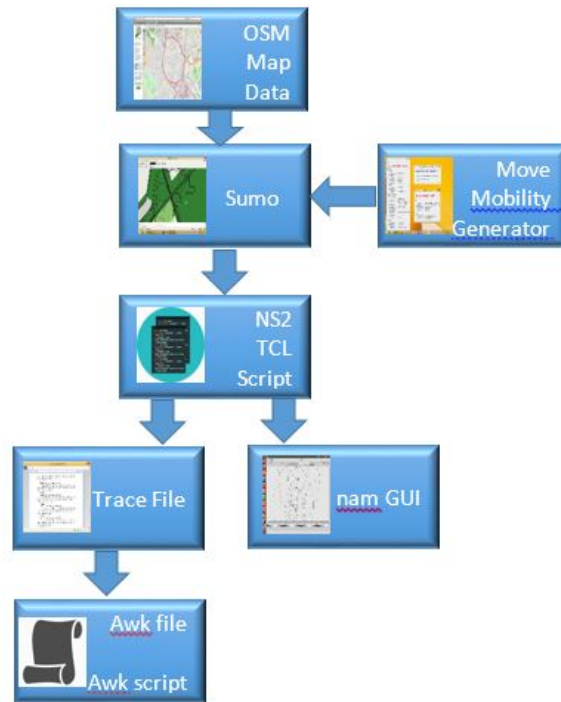 OSM
Map
Data
Sumo
Move
Mobility
Generator
NS2
TCL
Script
Trace File
nam GUI
Awk file
Awk script